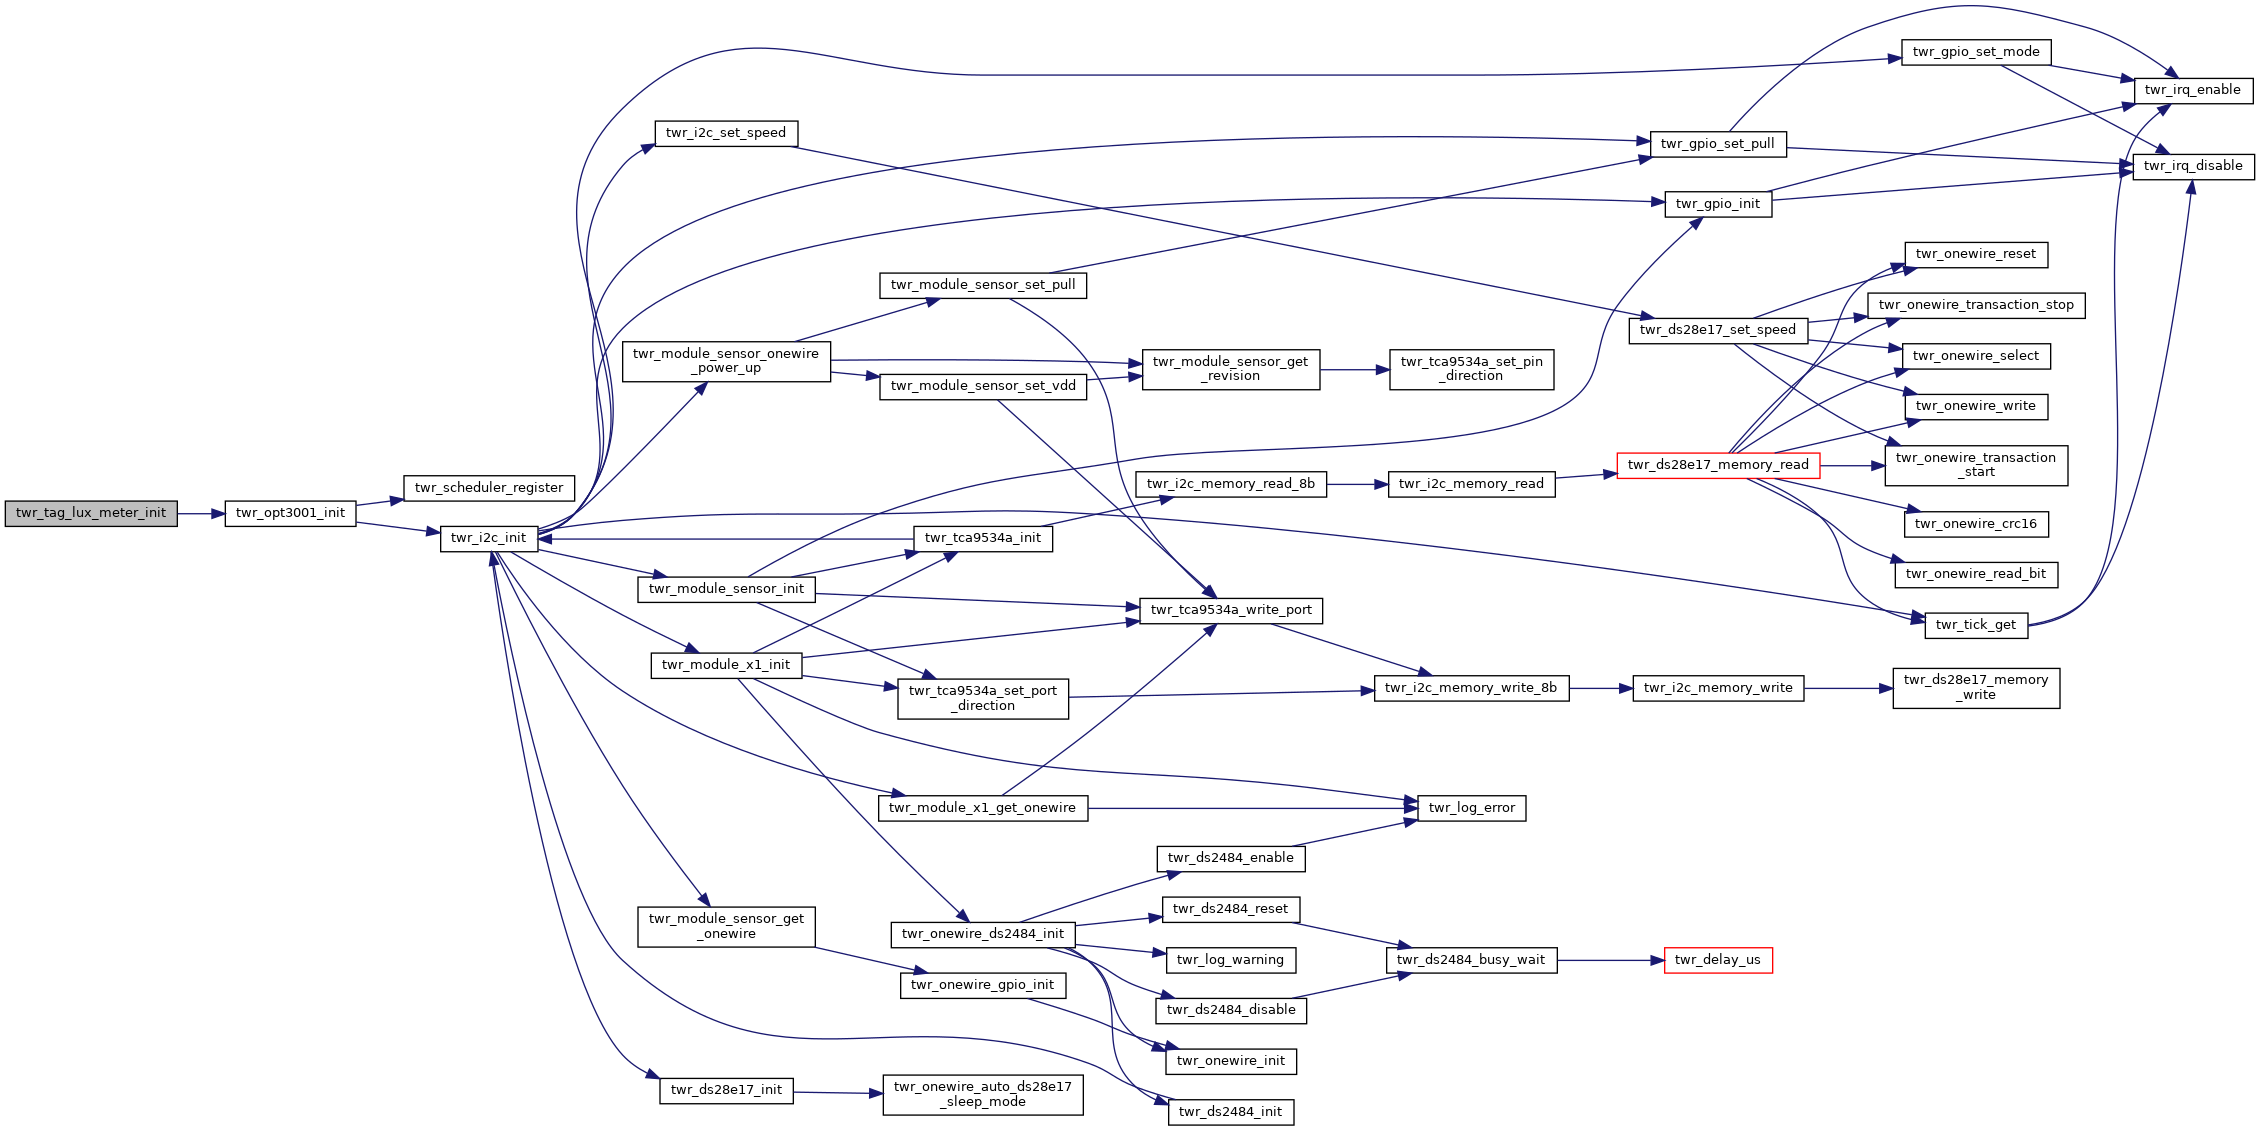 twr_tag_lux_meter_init
twr_opt3001_init
twr_scheduler_register
twr_i2c_init
twr_i2c_set_speed
twr_module_sensor_onewire
_power_up
twr_module_sensor_init
twr_module_x1_init
twr_module_sensor_get
_onewire
twr_ds28e17_init
twr_module_sensor_set_pull
twr_module_sensor_set_vdd
twr_tca9534a_init
twr_tca9534a_set_port
_direction
twr_module_x1_get_onewire
twr_onewire_ds2484_init
twr_onewire_gpio_init
twr_onewire_auto_ds28e17
_sleep_mode
twr_module_sensor_get
_revision
twr_i2c_memory_read_8b
twr_tca9534a_write_port
twr_ds2484_enable
twr_ds2484_reset
twr_log_warning
twr_ds2484_disable
twr_onewire_init
twr_ds2484_init
twr_tca9534a_set_pin
_direction
twr_i2c_memory_read
twr_i2c_memory_write_8b
twr_log_error
twr_ds2484_busy_wait
twr_gpio_set_pull
twr_gpio_init
twr_ds28e17_set_speed
twr_ds28e17_memory_read
twr_i2c_memory_write
twr_delay_us
twr_gpio_set_mode
twr_onewire_reset
twr_onewire_transaction_stop
twr_onewire_select
twr_onewire_write
twr_onewire_transaction
_start
twr_onewire_crc16
twr_onewire_read_bit
twr_tick_get
twr_ds28e17_memory
_write
twr_irq_enable
twr_irq_disable